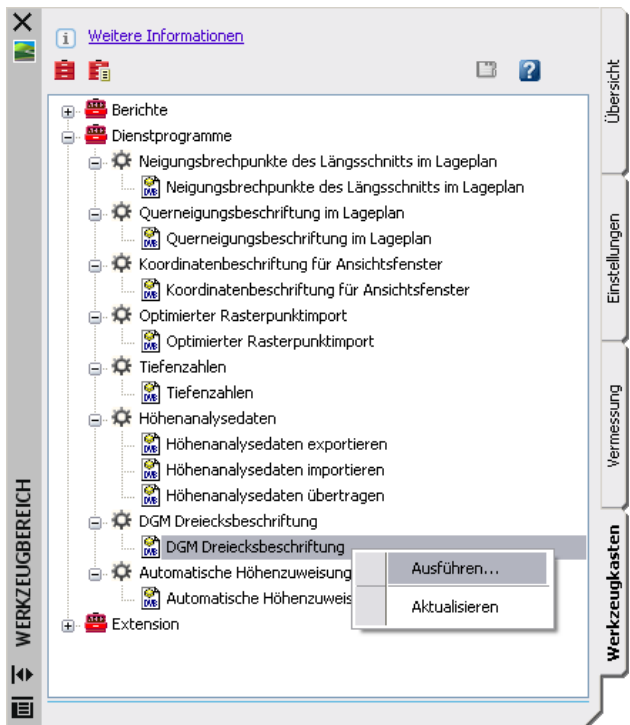 Weitere Informationen
Berichte
Dienstprogramme
Neigungsbrechpunkte des Längsschnitts im Lageplan
Neigungsbrechpunkte des Längsschnitts im Lageplan
Querneigungsbeschriftung im Lageplan
Querneigungsbeschriftung im Lageplan
Koordinatenbeschriftung für Ansichtsfenster
Koordinatenbeschriftung für Ansichtsfenster
Optimierter Rasterpunktimport
Optimierter Rasterpunktimport
Tiefenzahlen
Tiefenzahlen
Höhenanalysedaten
Höhenanalysedaten exportieren
Höhenanalysedaten importieren
Höhenanalysedaten übertragen
DGM Dreiecksbeschriftung
DGM Dreiecksbeschriftung
Automatische Höhenzuweisung
Automatische Höhenzuweis
Extension
Ausführen...
Aktualisieren
Übersicht
Einstellungen
Vermessung
Werkzeugkasten
WERKZEUGBEREICH